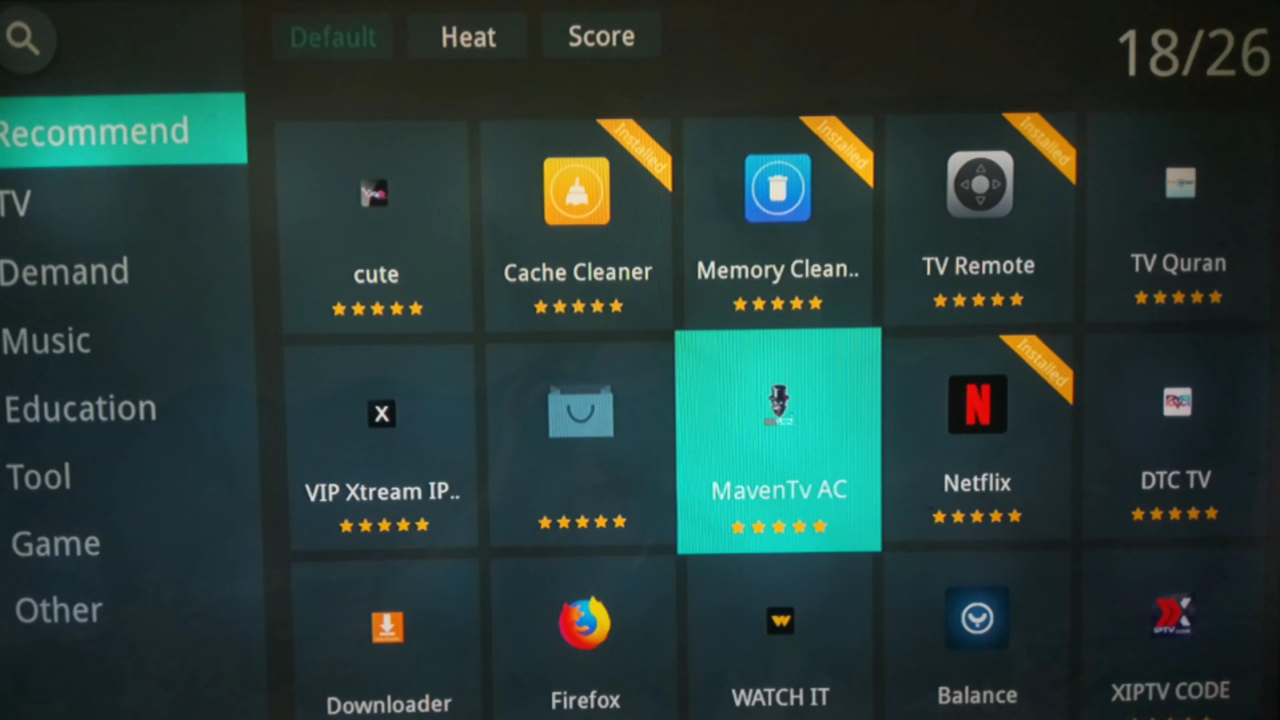 Default Heat Score
18/26
Recommend
TV
Demand
Music
Education
Tool
Game
Other
Installed
Installed
Installed
cute
Cache Cleaner
Memory Clean..
TV Remote
TV Quran
Installed
X
N
VIP Xtream IP..
MavenTv AC
Netflix
DTC TV
Downloader
Firefox
WATCH IT
Balance
XIPTV CODE